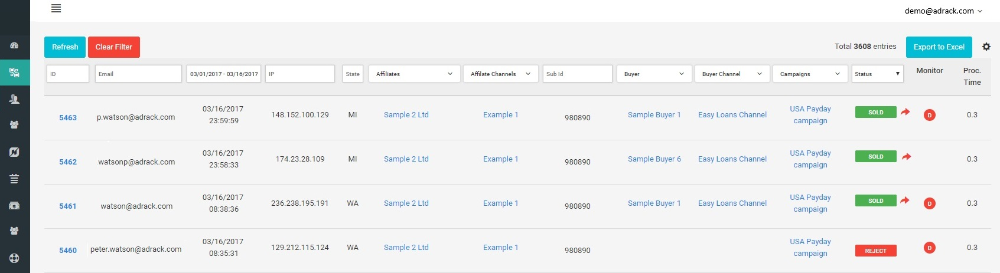 demo@adrack.com
Refresh Clear Filter Total 3608 entries Export to Excel
ID Email 03/01/2017 - 03/16/2017 IP State Affiliates Affilate Channels Sub Id Buyer Buyer Channel Campaigns Status Monitor Proc.
Time
5463 p.watson@adrack.com 03/16/2017 148.152.100.129 MI Sample 2 Ltd Example 1 980890 Sample Buyer 1 Easy Loans Channel USA Payday SOLD D 0.3
23:59:59 campaign
5462 watsonp@adrack.com 03/16/2017 174.23.28.109 MI Sample 2 Ltd Example 1 980890 Sample Buyer 6 Easy Loans Channel USA Payday SOLD 0.3
23:58:33 campaign
5461 watson@adrack.com 03/16/2017 236.238.195.191 WA Sample 2 Ltd Example 1 980890 Sample Buyer 1 Easy Loans Channel USA Payday SOLD D 0.3
08:38:36 campaign
5460 peter.watson@adrack.com 03/16/2017 129.212.115.124 WA Sample 2 Ltd Example 1 980890 USA Payday REJECT D 0.3
08:35:31 campaign